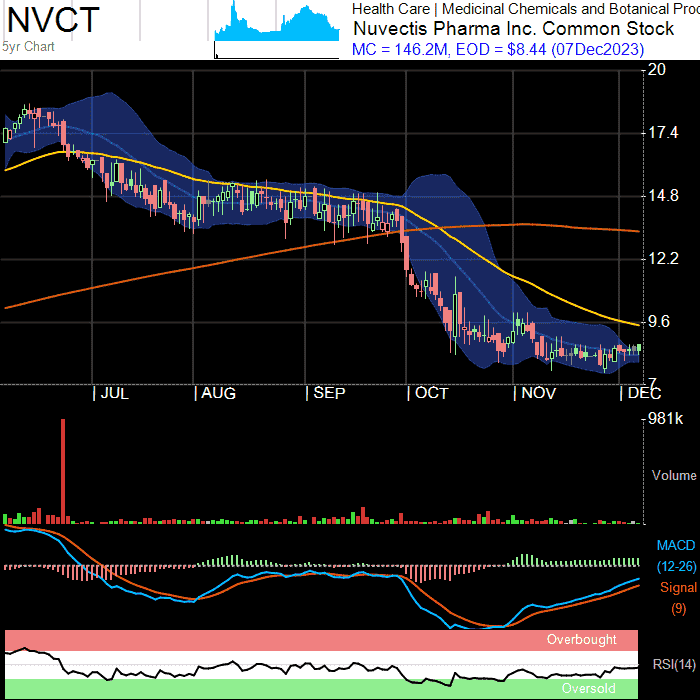 NVCT
5yr Chart
Health Care | Medicinal Chemicals and Botanical Proc
Nuvectis Pharma Inc. Common Stock
MC = 146.2M, EOD = $8.44 (07Dec2023)
20
17.4
14.8
12.2
9.6
7
JUL AUG SEP OCT NOV DEC
981k
Volume
MACD
(12-26)
Signal
(9)
Overbought
RSI(14)
Oversold